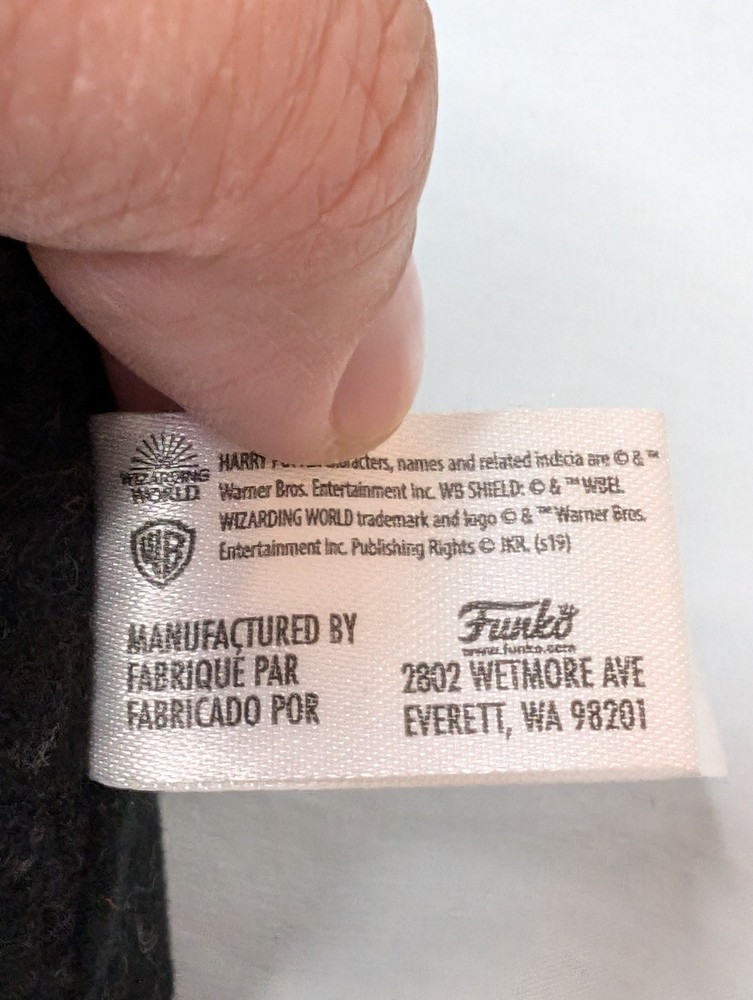 WIZARDING
WORLD
HARRY characters, names and related indicia are © & ™
Warner Bros. Entertainment Inc. WB SHIELD: © & ™ WBEI.
WIZARDING WORLD trademark and logo © & ™ Warner Bros.
Entertainment Inc. Publishing Rights © JKR. (s19)
WB
MANUFACTURED BY
FABRIQUÉ PAR
FABRICADO POR
Funko
www.funko.com
2802 WETMORE AVE
EVERETT, WA 98201